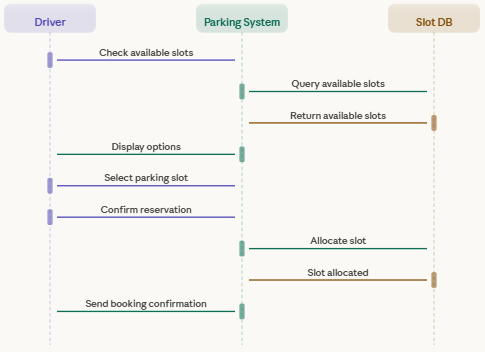 Driver
Parking System
Slot DB
Check available slots
Query available slots
Return available slots
Display options
Select parking slot
Confirm reservation
Allocate slot
Slot allocated
Send booking confirmation